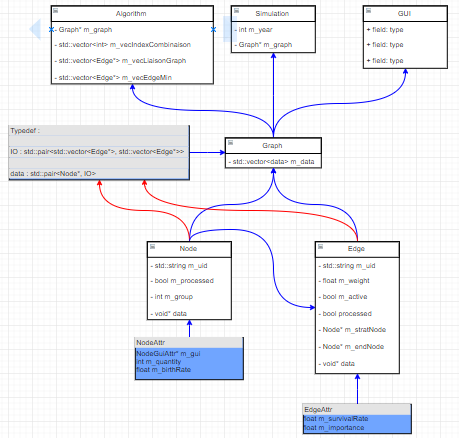 Algorithm
- Graph* m_graph
- std::vector<int> m_vecIndexCombinaison
- std::vector<Edge*> m_vecLiaisonGraph
- std::vector<Edge*> m_vecEdgeMin
Simulation
- int m_year
- Graph* m_graph
GUI
+ field: type
+ field: type
+ field: type
Typedef :
IO : std::pair<std::vector<Edge*>, std::vector<Edge*>>
data : std::pair<Node*, IO>
Graph
- std::vector<data> m_data
Node
- std::string m_uid
- bool m_processed
- int m_group
- void* data
Edge
- std::string m_uid
- float m_weight
- bool m_active
- bool processed
- Node* m_stratNode
- Node* m_endNode
- void* data
NodeAttr
NodeGuiAttr* m_gui
int m_quantity
float m_birthRate
EdgeAttr
float m_survivalRate
float m_importance